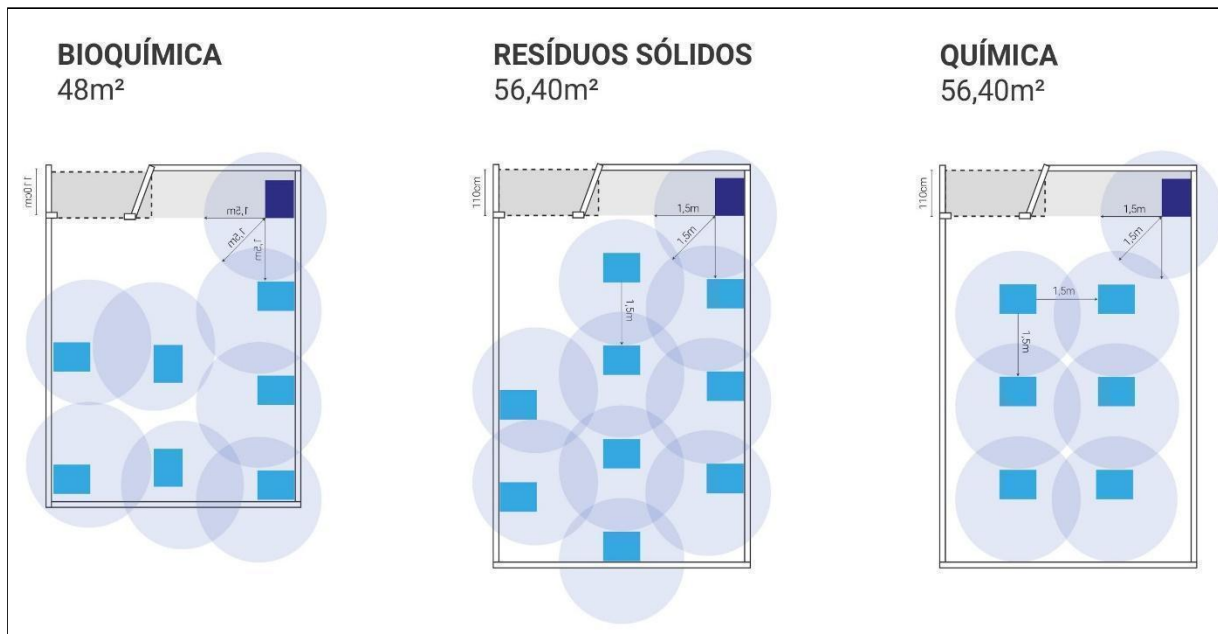 BIOQUÍMICA
48m²
110cm
1,5m
1,5m
1,5m
RESÍDUOS SÓLIDOS
56,40m²
110cm
1,5m
1,5m
1,5m
QUÍMICA
56,40m²
110cm
1,5m
1,5m
1,5m
1,5m